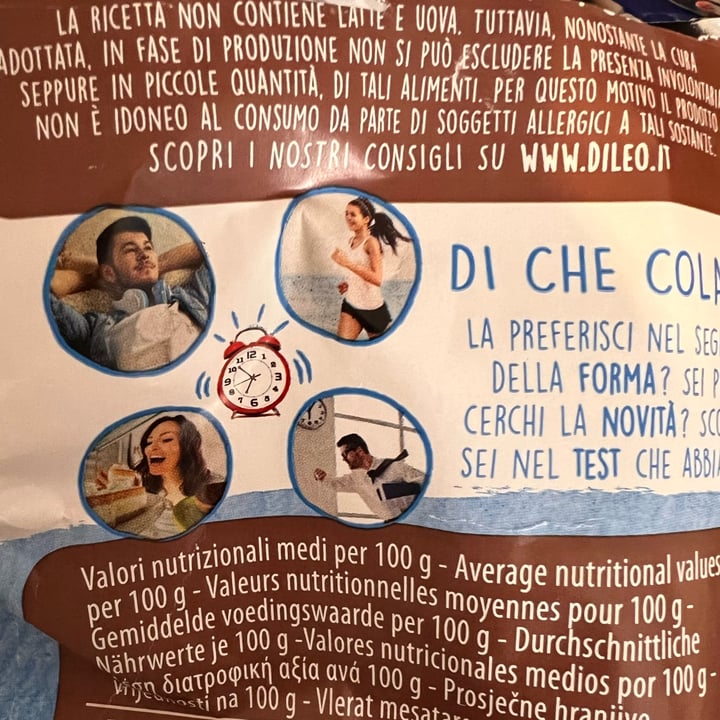 LA RICETTA NON CONTIENE LATTE E UOVA. TUTTAVIA, NONOSTANTE LA CURA
ADOTTATA, IN FASE DI PRODUZIONE NON SI PUÒ ESCLUDERE LA PRESENZA INVOLONTARIA
SEPPURE IN PICCOLE QUANTITÀ, DI TALI ALIMENTI. PER QUESTO MOTIVO IL PRODOTTO
NON È IDONEO AL CONSUMO DA PARTE DI SOGGETTI ALLERGICI A TALI SOSTANZE.
SCOPRI I NOSTRI CONSIGLI SU WWW.DILEO.IT
DI CHE COLA
LA PREFERISCI NEL SEG
DELLA FORMA? SEI P
CERCHI LA NOVITÀ? SCO
SEI NEL TEST CHE ABBIA
Valori nutrizionali medi per 100 g - Average nutritional values
per 100 g - Valeurs nutritionnelles moyennes pour 100 g -
Gemiddelde voedingswaarde per 100 g - Durchschnittliche
Nährwerte je 100 g - Valores nutricionales medios por 100 g -
διατροφική αξία ανά 100 g - Prosječne hranjive
na 100 g - Vlerat mesatare